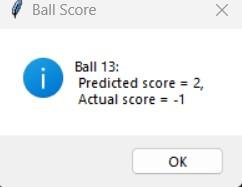 Ball Score
Ball 13:
Predicted score = 2,
Actual score = -1
OK